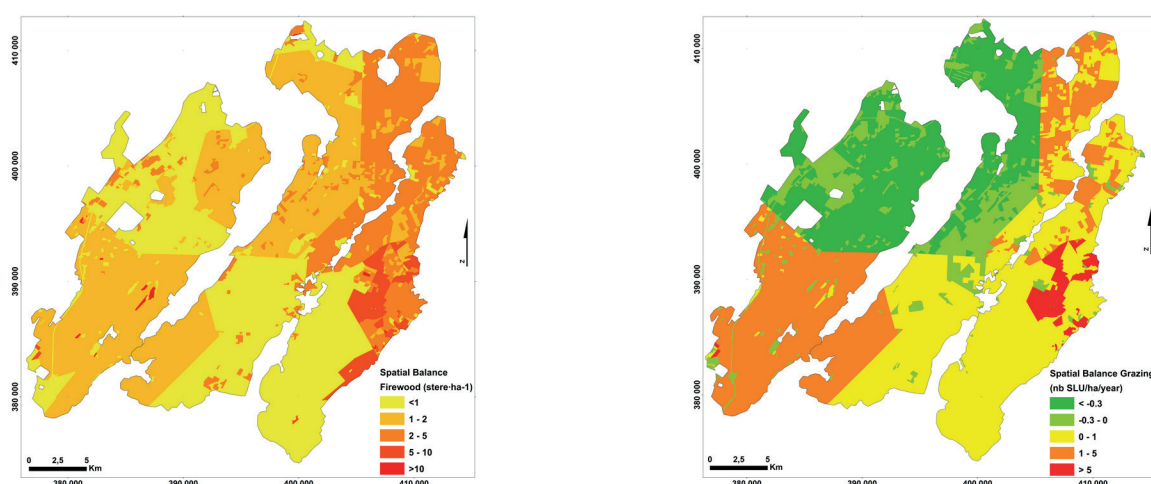 410 000
400 000
390 000
380 000
z
Spatial Balance
Firewood (stere·ha-1)
<1
1 - 2
2 - 5
5 - 10
>10
0 2,5 5
Km
380 000 390 000 400 000 410 000
410 000
400 000
390 000
380 000
z
Spatial Balance Grazing
(nb SLU/ha/year)
< -0.3
-0.3 - 0
0 - 1
1 - 5
> 5
0 2,5 5
Km
380 000 390 000 400 000 410 000